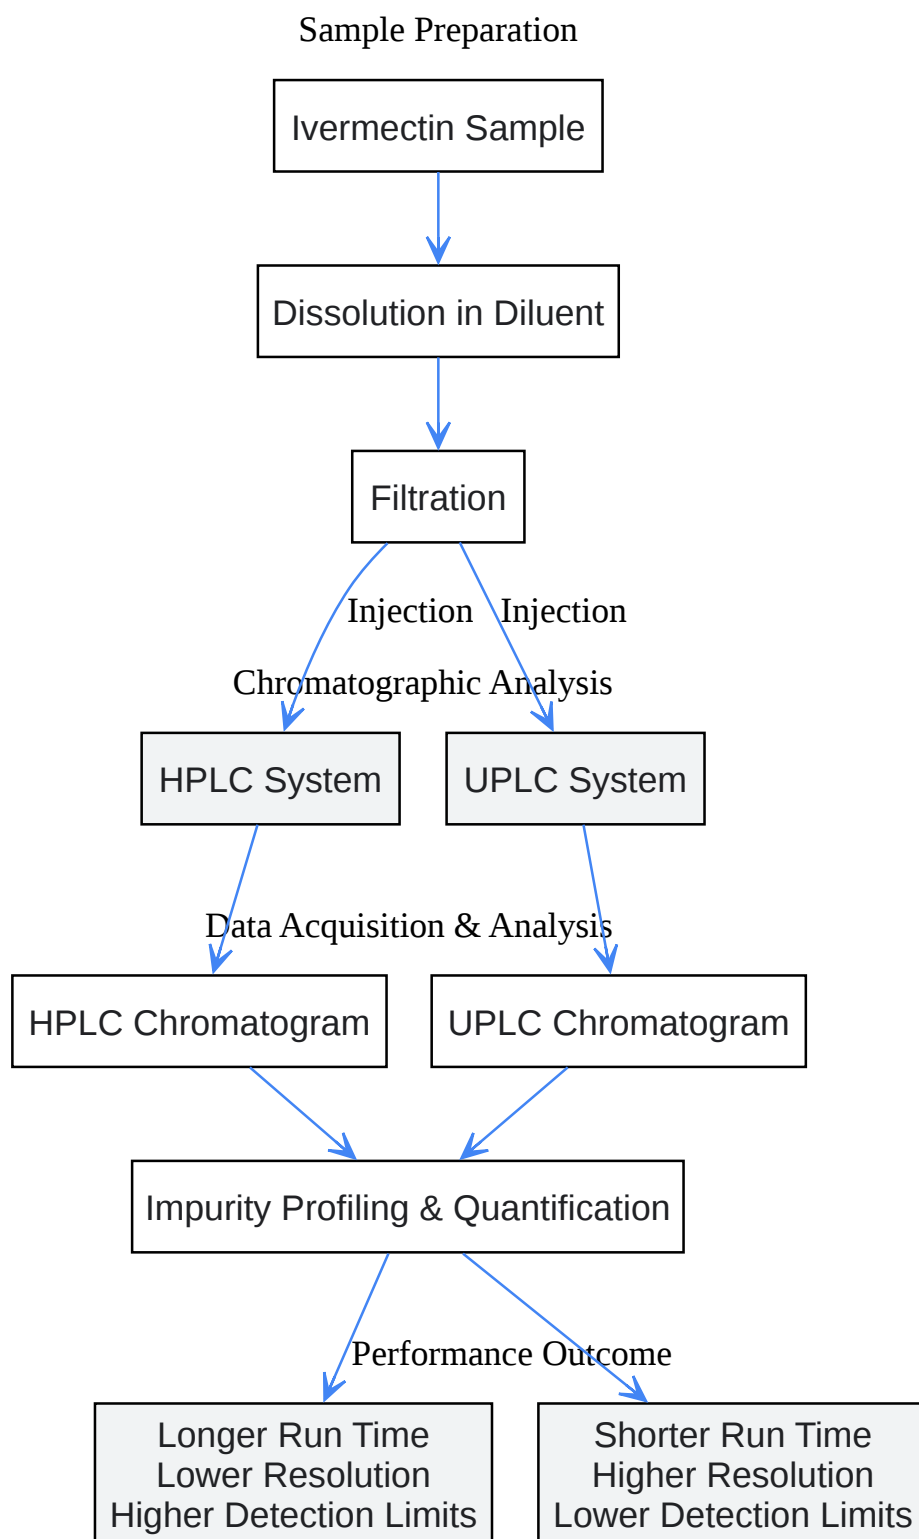 Sample Preparation
Ivermectin Sample
Dissolution in Diluent
Filtration
Injection
Injection
Chromatographic Analysis
HPLC System
UPLC System
Data Acquisition & Analysis
HPLC Chromatogram
UPLC Chromatogram
Impurity Profiling & Quantification
Performance Outcome
Longer Run Time
Lower Resolution
Higher Detection Limits
Shorter Run Time
Higher Resolution
Lower Detection Limits